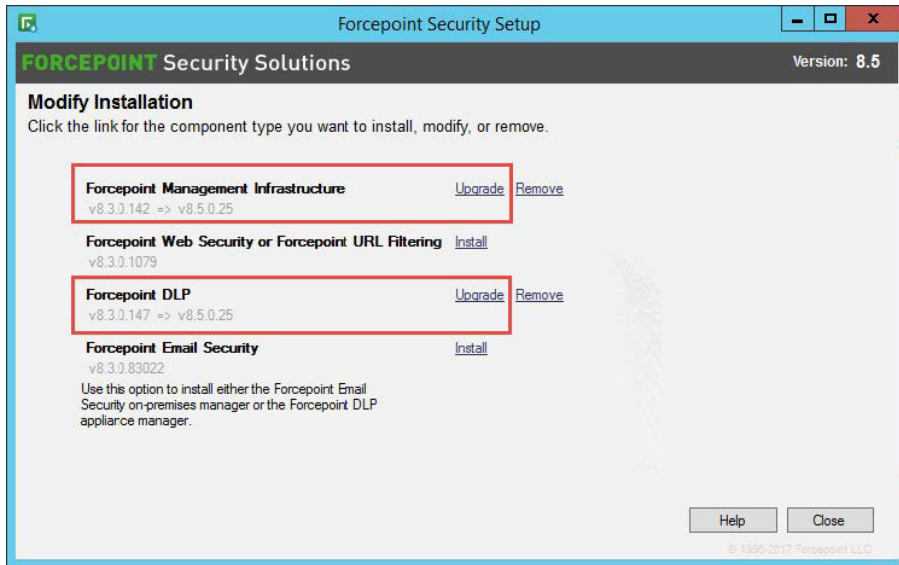 Forcepoint Security Setup
FORCEPOINT Security Solutions
Version: 8.5
Modify Installation
Click the link for the component type you want to install, modify, or remove.
Forcepoint Management Infrastructure Upgrade Remove
v8.3.0.142 => v8.5.0.25
Forcepoint Web Security or Forcepoint URL Filtering Install
v8.3.0.1079
Forcepoint DLP Upgrade Remove
v8.3.0.147 => v8.5.0.25
Forcepoint Email Security Install
v8.3.0.83022
Use this option to install either the Forcepoint Email
Security on-premises manager or the Forcepoint DLP
appliance manager.
Help Close
© 1996-2017 Forcepoint LLC